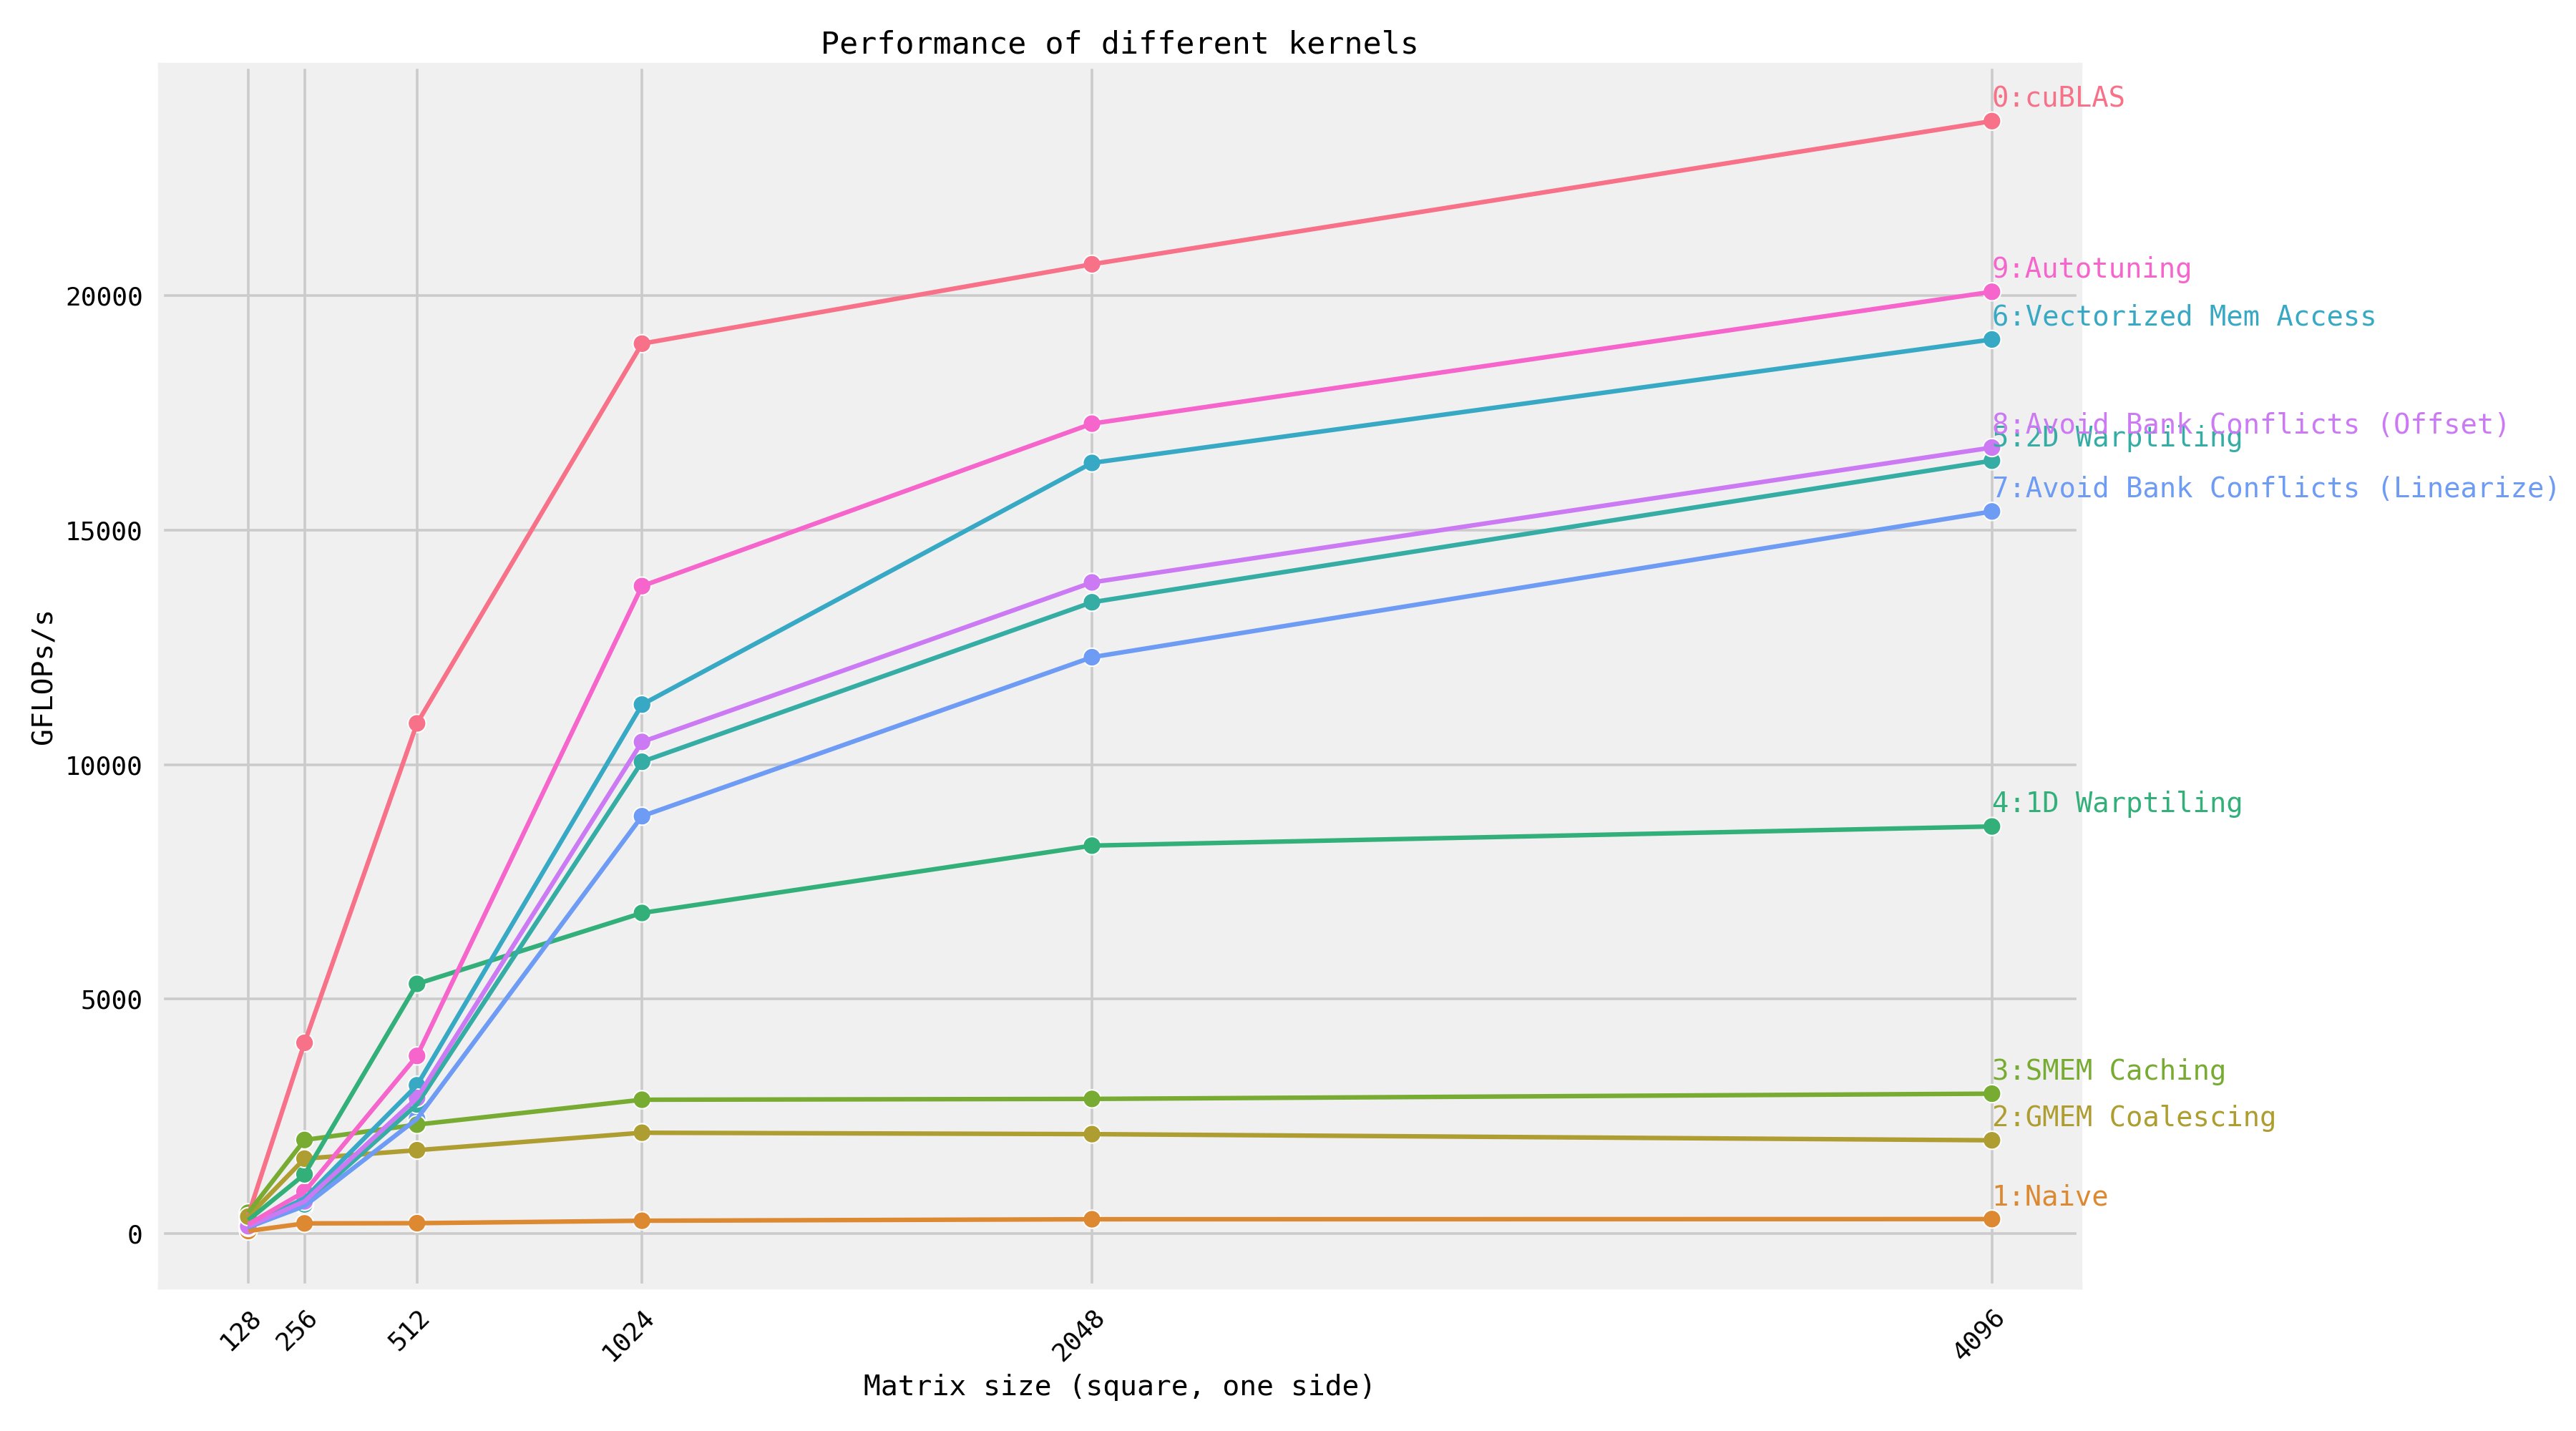 Performance of different kernels
0:cuBLAS
9:Autotuning
6:Vectorized Mem Access
8:Avoid Bank Conflicts (Offset)
5:2D Warptiling
7:Avoid Bank Conflicts (Linearize)
4:1D Warptiling
3:SMEM Caching
2:GMEM Coalescing
1:Naive
GFLOPs/s
20000
15000
10000
5000
0
128
256
512
1024
2048
4096
Matrix size (square, one side)